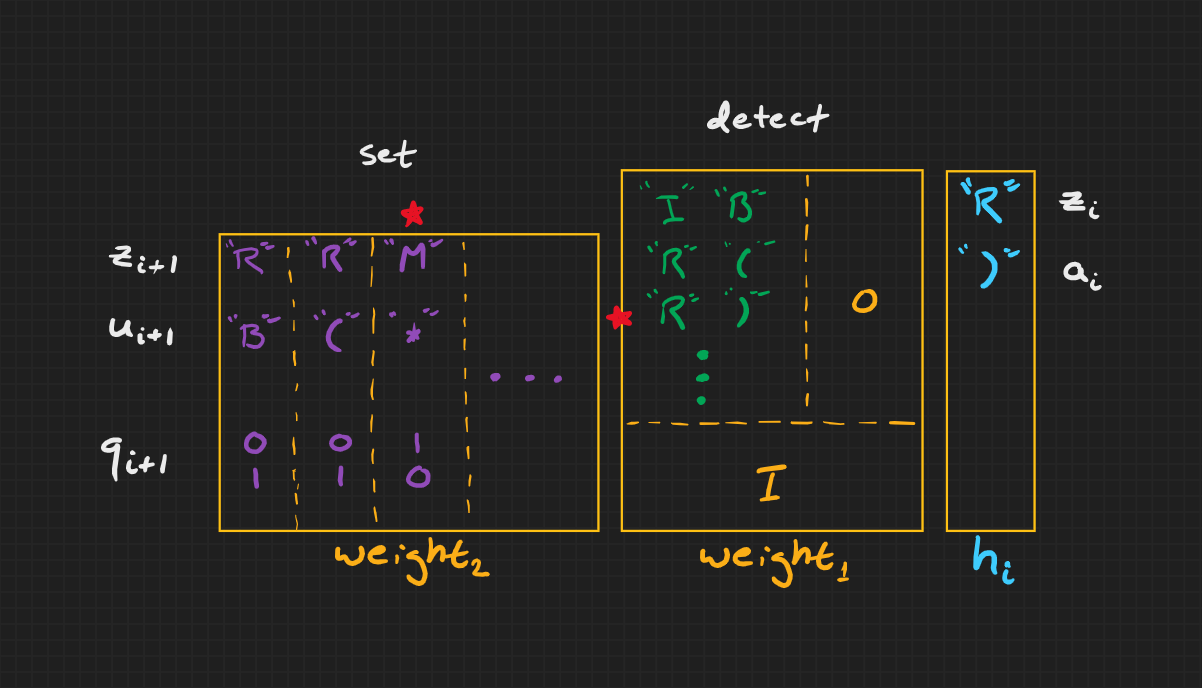 detect
set
z_{i+1} "R" "R" "M"
u_{i+1} "B" "(" "*"
...
q_{i+1} 0 0 1
1 1 0
weight_2
"I" "B"
"R" "("
"R" ")"
0
I
weight_1
"R" z_i
")" a_i
h_i